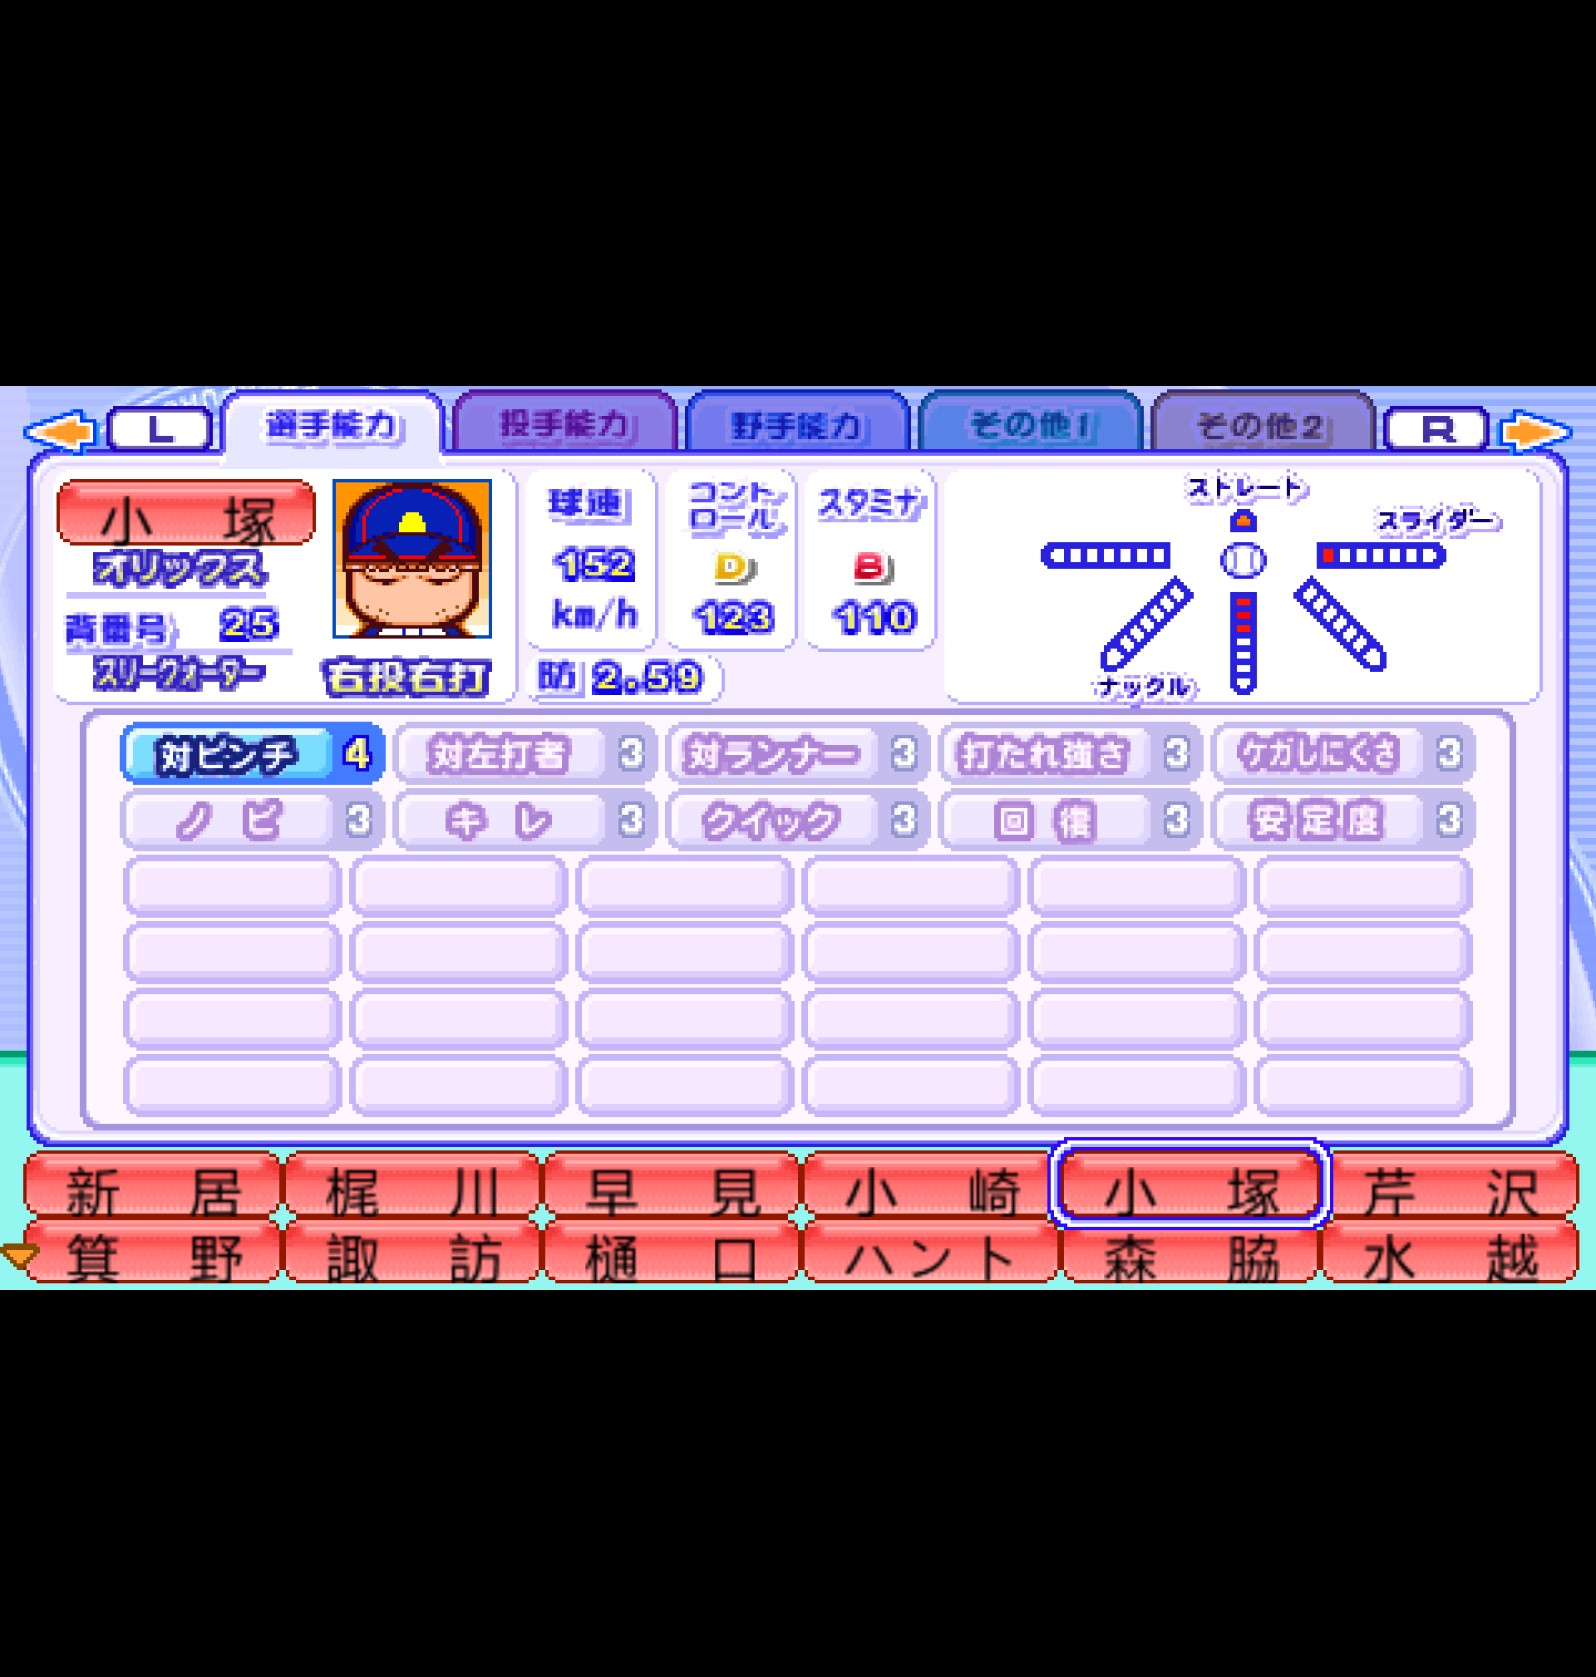 L 選手能力 投手能力 野手能力 その他1 その他2 R
小塚
オリックス
背番号 25
スリークォーター
右投右打
球速 152 km/h
コントロール D 123
スタミナ B 110
防 2.59
ストレート
スライダー
ナックル
対ピンチ 4 対左打者 3 対ランナー 3 打たれ強さ 3 ケガしにくさ 3
ノビ 3 キレ 3 クイック 3 回復 3 安定度 3
新居 梶川 早見 小崎 小塚 芹沢
箕野 諏訪 樋口 ハント 森脇 水越